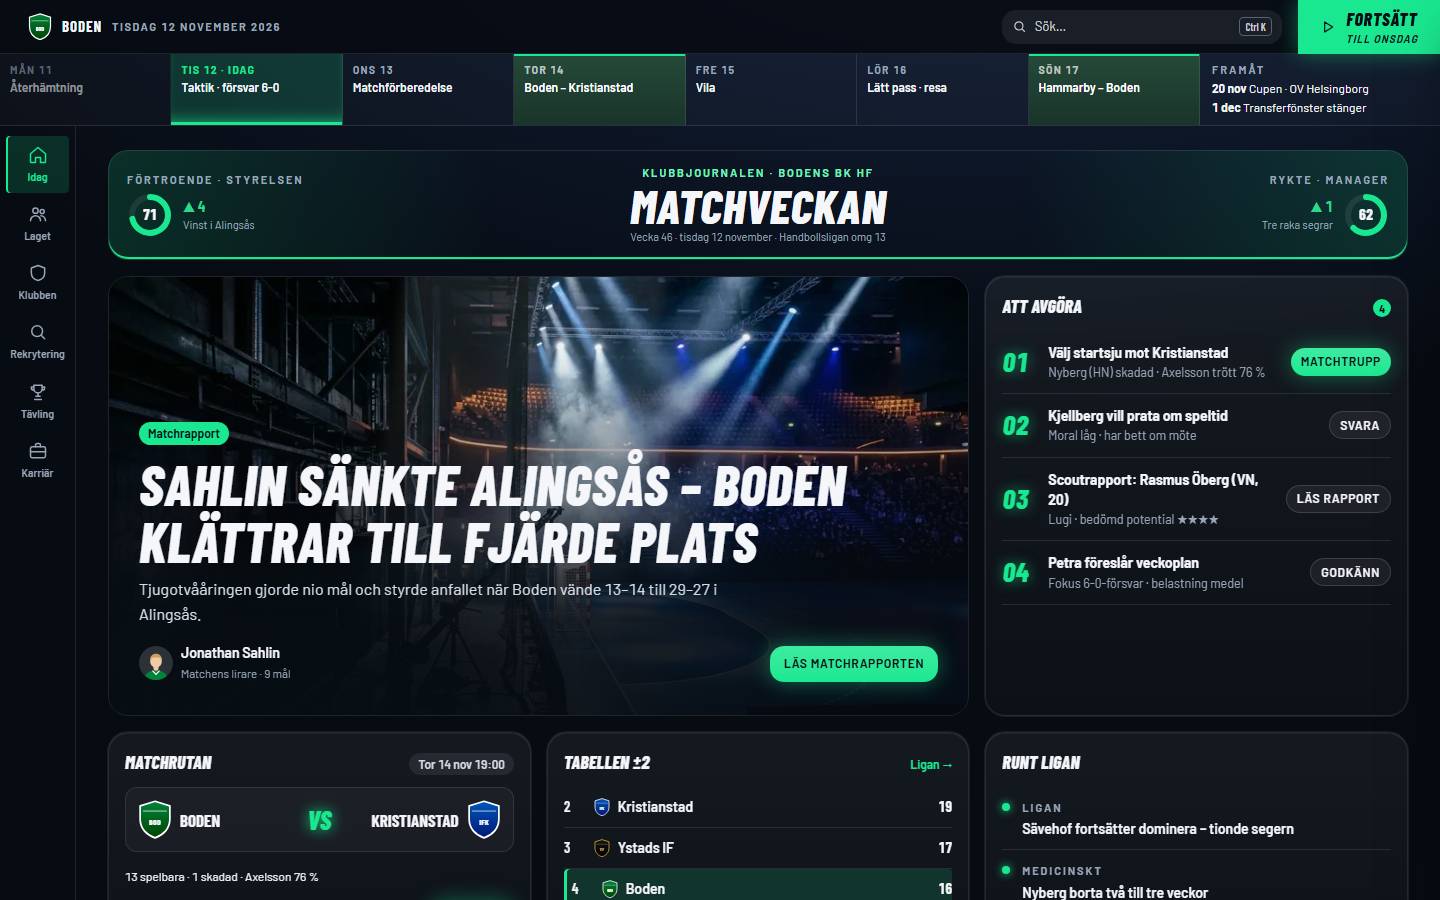 BODEN TISDAG 12 NOVEMBER 2026
Sök...
Ctrl K
FORTSÄTT
TILL ONSDAG
MÅN 11
Återhämtning
TIS 12 · IDAG
Taktik · försvar 6-0
ONS 13
Matchförberedelse
TOR 14
Boden – Kristianstad
FRE 15
Vila
LÖR 16
Lätt pass · resa
SÖN 17
Hammarby – Boden
FRAMÅT
20 nov Cupen · OV Helsingborg
1 dec Transferfönster stänger
Idag
Laget
Klubben
Rekrytering
Tävling
Karriär
FÖRTROENDE · STYRELSEN
71
▲4
Vinst i Alingsås
KLUBBJOURNALEN · BODENS BK HF
MATCHVECKAN
Vecka 46 · tisdag 12 november · Handbollsligan omg 13
RYKTE · MANAGER
▲1
Tre raka segrar
62
Matchrapport
SAHLIN SÄNKTE ALINGSÅS – BODEN
KLÄTTRAR TILL FJÄRDE PLATS
Tjugotvååringen gjorde nio mål och styrde anfallet när Boden vände 13–14 till 29–27 i
Alingsås.
Jonathan Sahlin
Matchens lirare · 9 mål
LÄS MATCHRAPPORTEN
ATT AVGÖRA
4
01
Välj startsju mot Kristianstad
Nyberg (HN) skadad · Axelsson trött 76 %
MATCHTRUPP
02
Kjellberg vill prata om speltid
Moral låg · har bett om möte
SVARA
03
Scoutrapport: Rasmus Öberg (VN,
20)
Lugi · bedömd potential ★★★★
LÄS RAPPORT
04
Petra föreslår veckoplan
Fokus 6-0-försvar · belastning medel
GODKÄNN
MATCHRUTAN
Tor 14 nov 19:00
BOD
BODEN
VS
KRISTIANSTAD
IFK
13 spelbara · 1 skadad · Axelsson 76 %
TABELLEN ±2
Ligan →
2 Kristianstad 19
3 Ystads IF 17
4 Boden 16
RUNT LIGAN
LIGAN
Sävehof fortsätter dominera – tionde segern
MEDICINSKT
Nyberg borta två till tre veckor